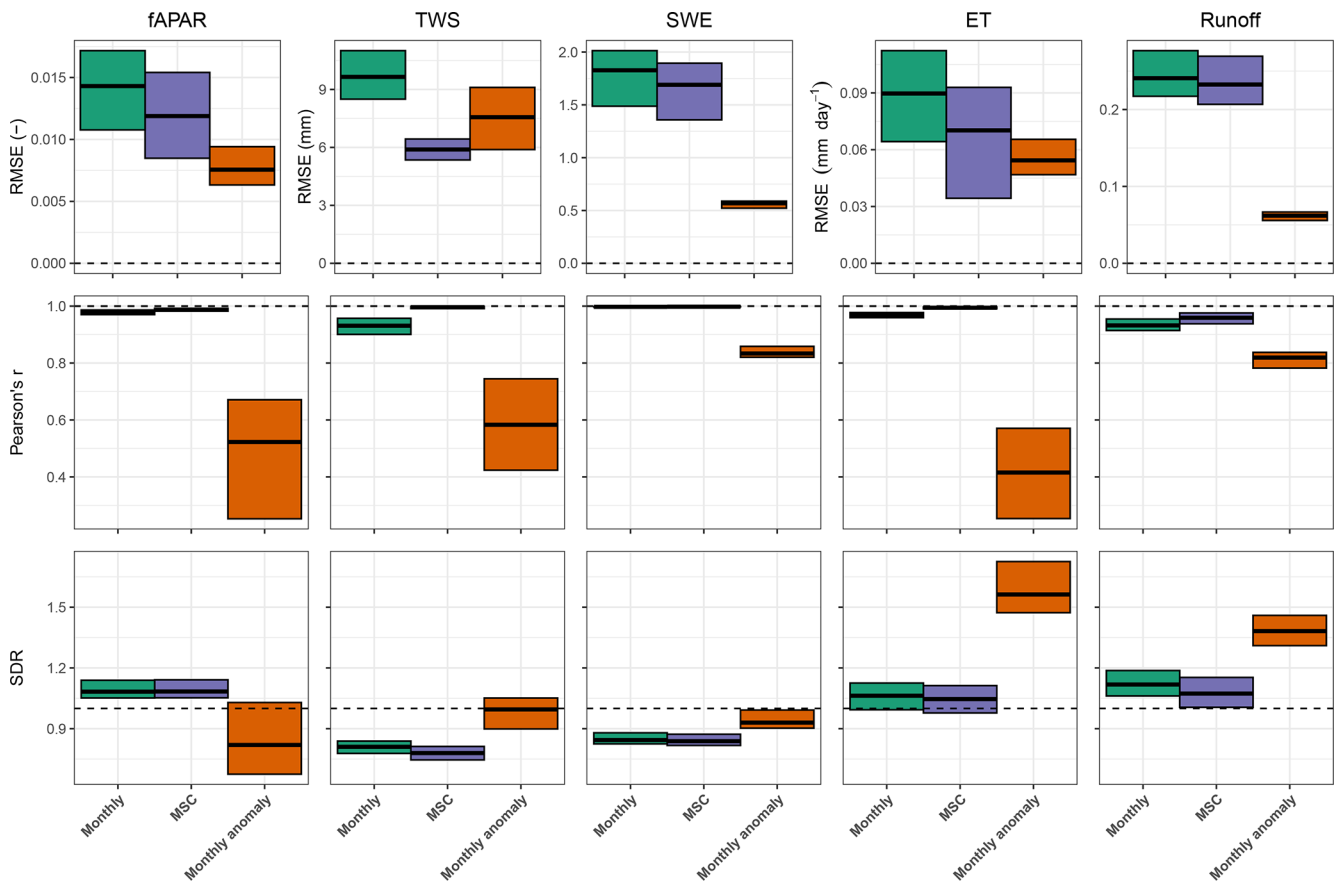 fAPAR TWS SWE ET Runoff
RMSE (−)
0.015
0.010
0.005
0.000
RMSE (mm)
9
6
3
0
2.0
1.5
1.0
0.5
0.0
RMSE (mm day⁻¹)
0.09
0.06
0.03
0.00
0.2
0.1
0.0
Pearson's r
1.0
0.8
0.6
0.4
SDR
1.5
1.2
0.9
Monthly MSC Monthly anomaly
Monthly MSC Monthly anomaly
Monthly MSC Monthly anomaly
Monthly MSC Monthly anomaly
Monthly MSC Monthly anomaly